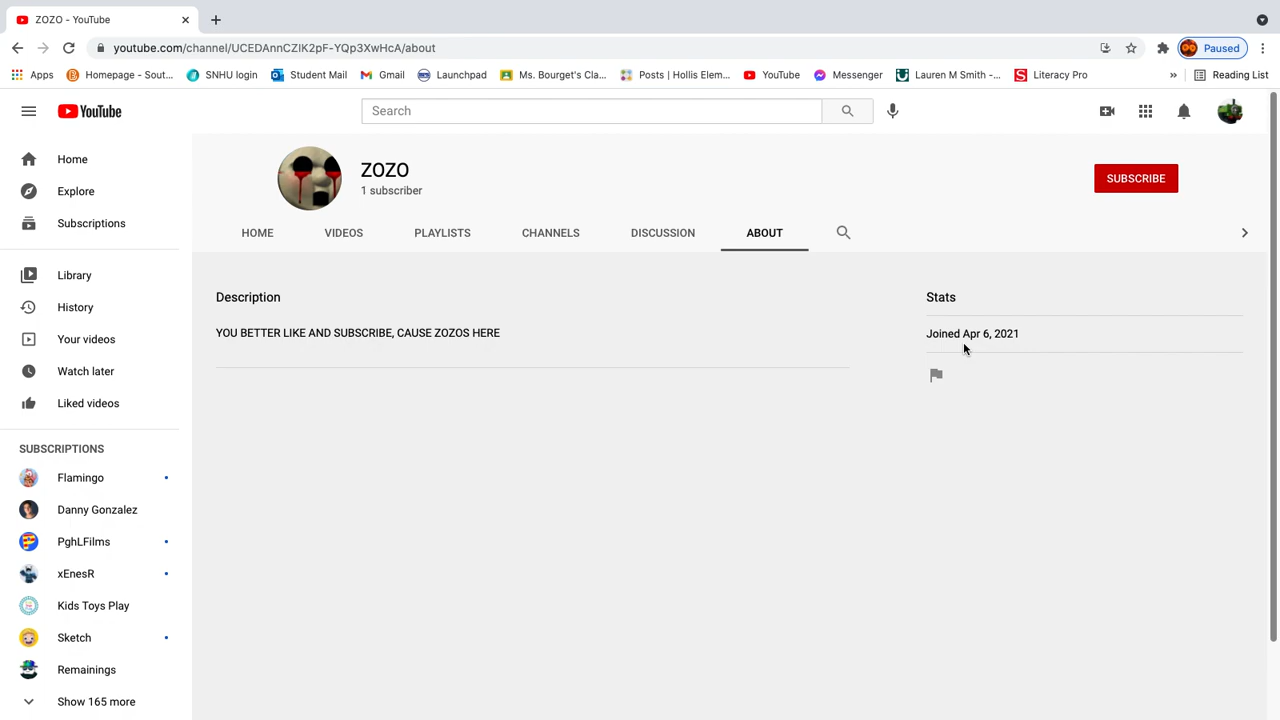 ZOZO - YouTube
youtube.com/channel/UCEDAnnCZIK2pF-YQp3XwHcA/about
Paused
Apps
Homepage - Sout...
SNHU login
Student Mail
Gmail
Launchpad
Ms. Bourget's Cla...
Posts | Hollis Elem...
YouTube
Messenger
Lauren M Smith -...
Literacy Pro
»
Reading List
YouTube
Search
Home
Explore
Subscriptions
Library
History
Your videos
Watch later
Liked videos
SUBSCRIPTIONS
Flamingo
Danny Gonzalez
PghLFilms
xEnesR
Kids Toys Play
Sketch
Remainings
Show 165 more
ZOZO
1 subscriber
SUBSCRIBE
HOME
VIDEOS
PLAYLISTS
CHANNELS
DISCUSSION
ABOUT
Description
YOU BETTER LIKE AND SUBSCRIBE, CAUSE ZOZOS HERE
Stats
Joined Apr 6, 2021